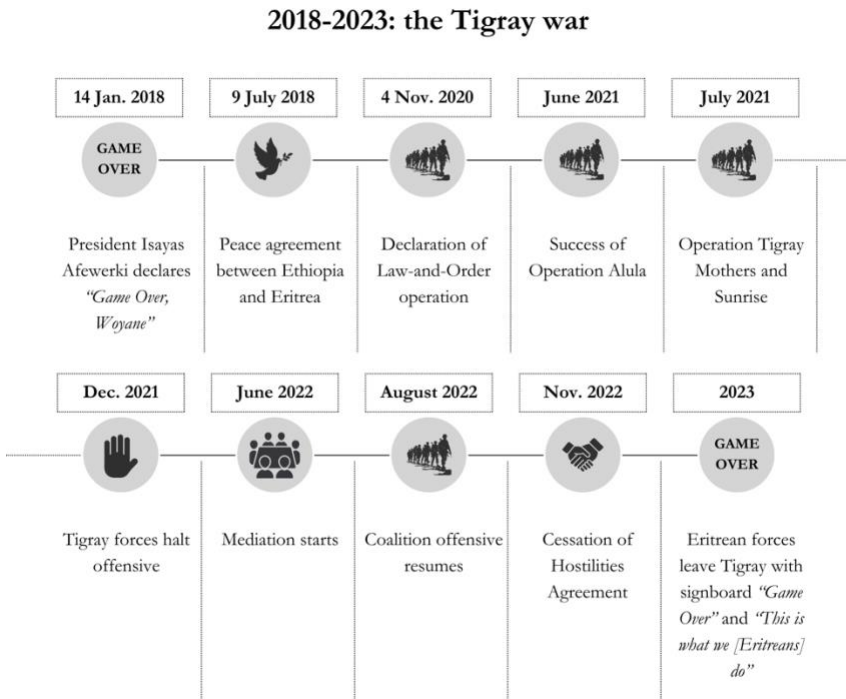 2018-2023: the Tigray war
14 Jan. 2018
GAME
OVER
President Isayas
Afewerki declares
“Game Over,
Woyane”
9 July 2018
Peace agreement
between Ethiopia
and Eritrea
4 Nov. 2020
Declaration of
Law-and-Order
operation
June 2021
Success of
Operation Alula
July 2021
Operation Tigray
Mothers and
Sunrise
Dec. 2021
Tigray forces halt
offensive
June 2022
Mediation starts
August 2022
Coalition offensive
resumes
Nov. 2022
Cessation of
Hostilities
Agreement
2023
GAME
OVER
Eritrean forces
leave Tigray with
signboard “Game
Over” and “This is
what we [Eritreans]
do”